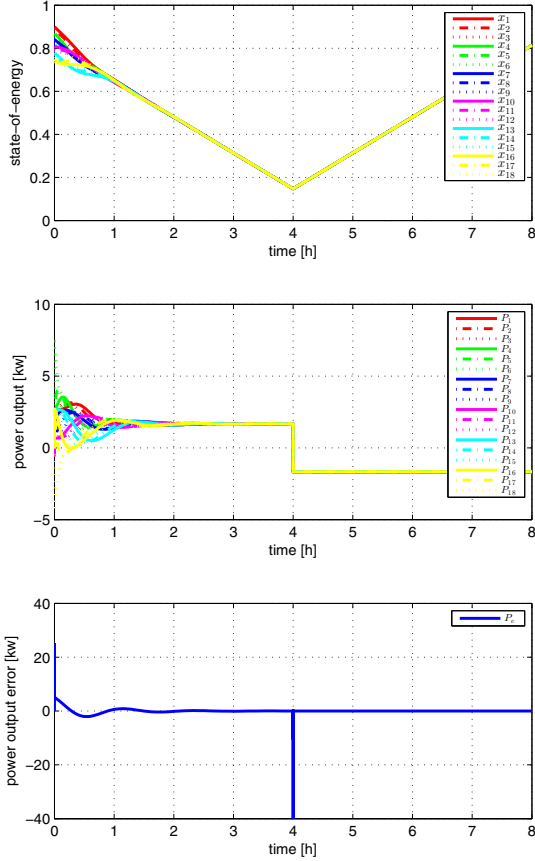 1
0.8
0.6
0.4
0.2
0
state−of−energy
0 1 2 3 4 5 6 7 8
time [h]
x1
x2
x3
x4
x5
x6
x7
x8
x9
x10
x11
x12
x13
x14
x15
x16
x17
x18
10
5
0
−5
power output [kw]
0 1 2 3 4 5 6 7 8
time [h]
P1
P2
P3
P4
P5
P6
P7
P8
P9
P10
P11
P12
P13
P14
P15
P16
P17
P18
40
20
0
−20
−40
power output error [kw]
0 1 2 3 4 5 6 7 8
time [h]
Pe